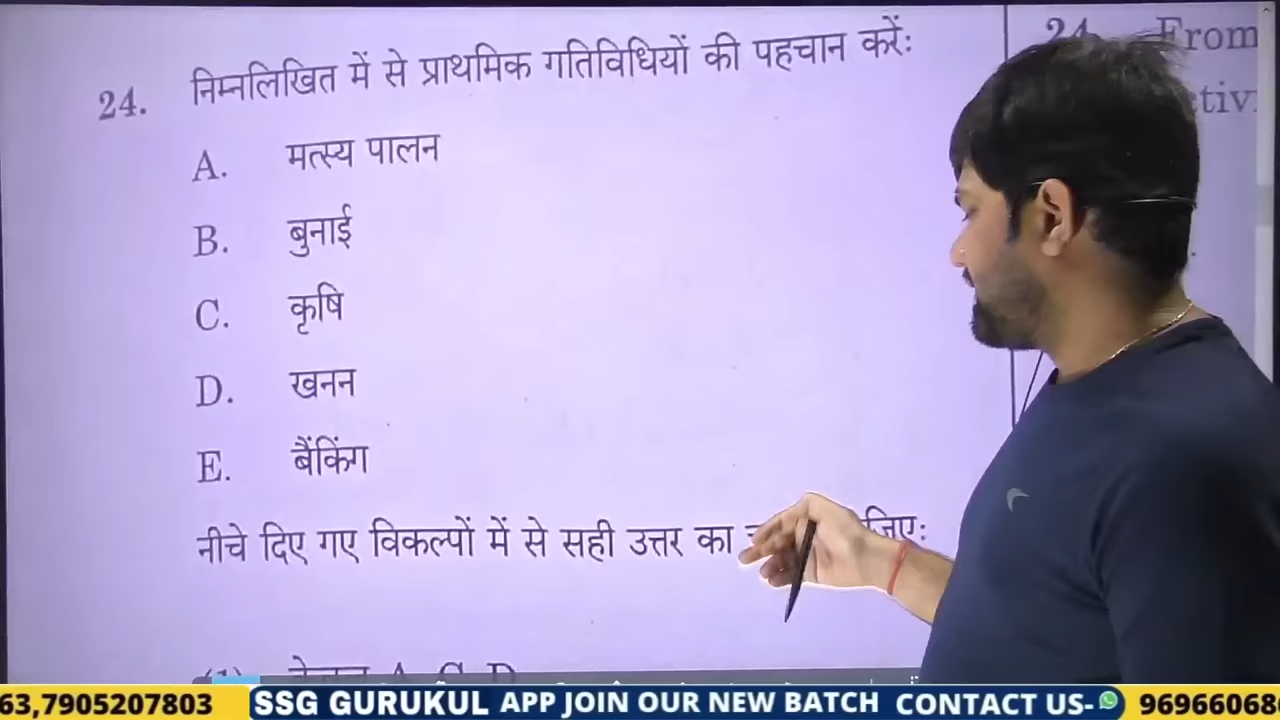 24. निम्नलिखित में से प्राथमिक गतिविधियों की पहचान करें:
A. मत्स्य पालन
B. बुनाई
C. कृषि
D. खनन
E. बैंकिंग
नीचे दिए गए विकल्पों में से सही उत्तर का
24. From
63,7905207803 SSG GURUKUL APP JOIN OUR NEW BATCH CONTACT US- 96966068